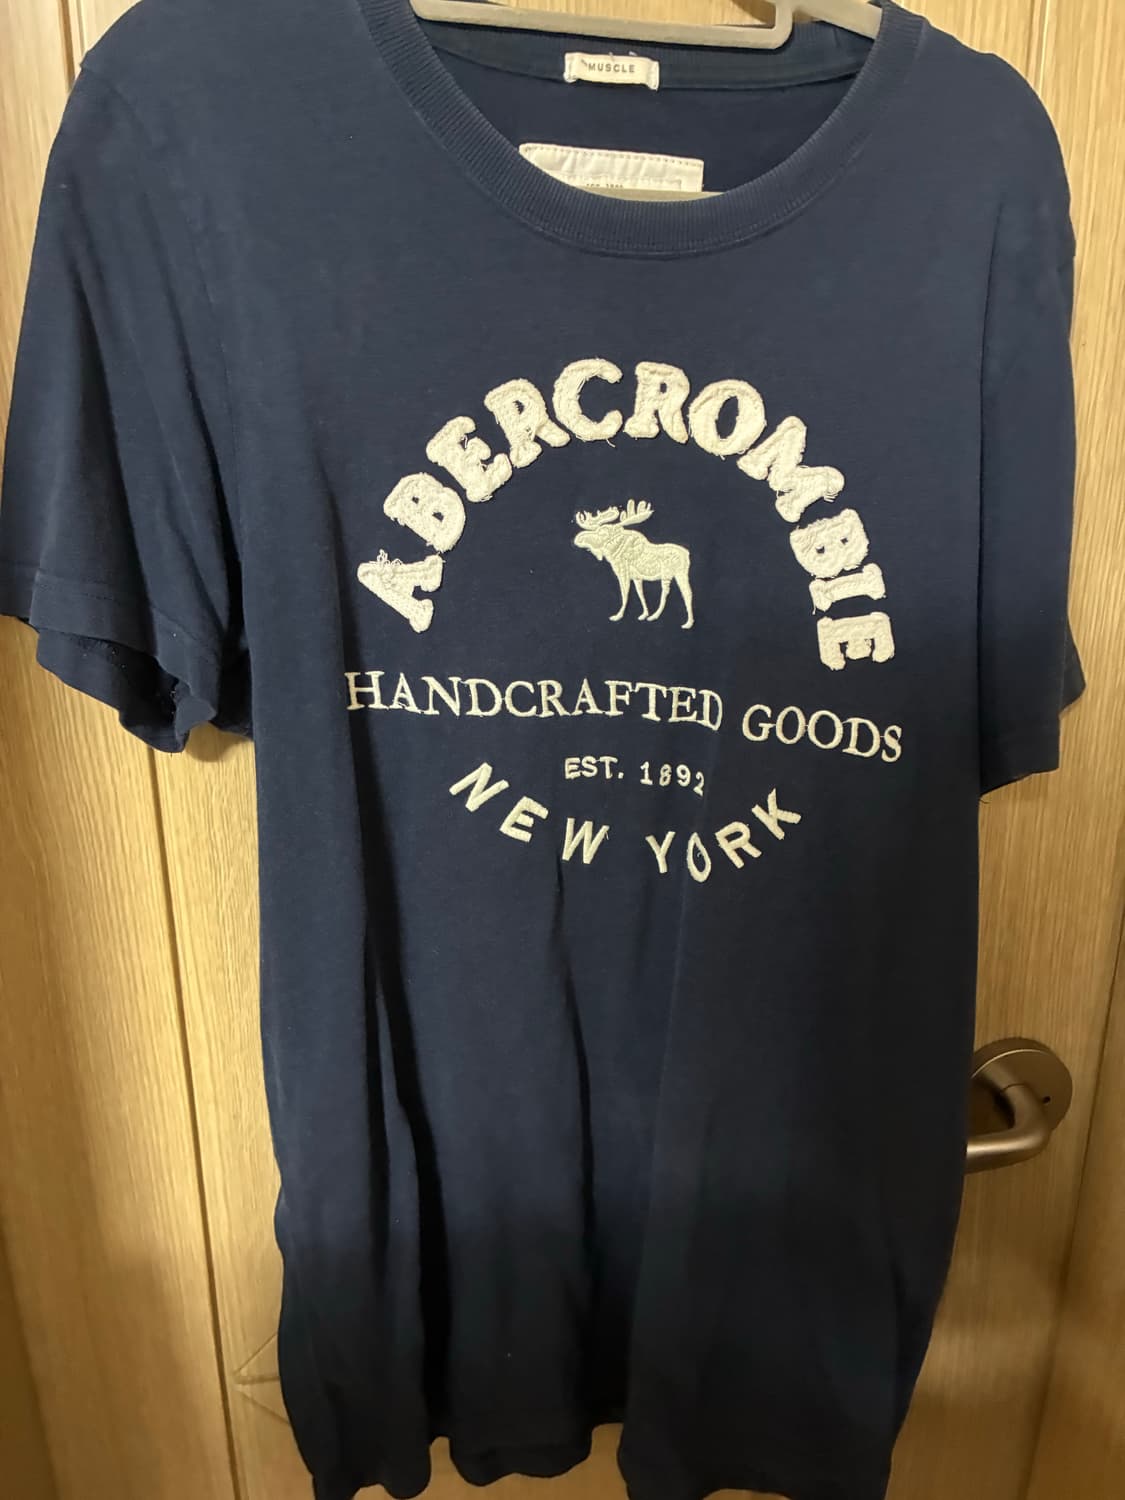 MUSCLE
ABERCROMBIE
HANDCRAFTED GOODS
EST. 1892
NEW YORK